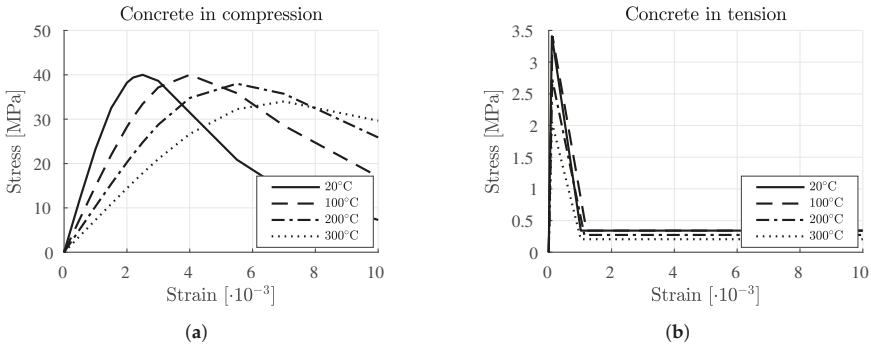 Concrete in compression
50
40
30
20
10
0
Stress [MPa]
20°C
100°C
200°C
300°C
0 2 4 6 8 10
Strain [·10⁻³]
(a)
Concrete in tension
3.5
3
2.5
2
1.5
1
0.5
0
Stress [MPa]
20°C
100°C
200°C
300°C
0 2 4 6 8 10
Strain [·10⁻³]
(b)